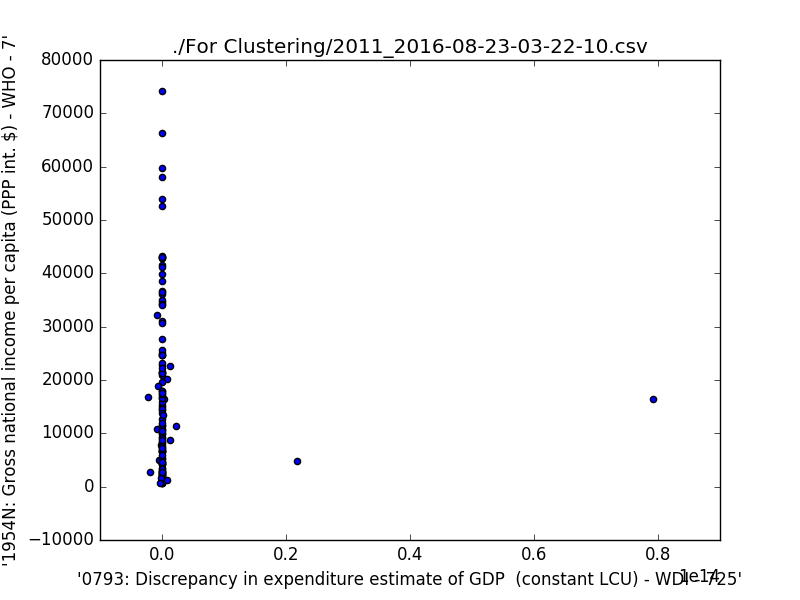 ./For Clustering/2011_2016-08-23-03-22-10.csv
'1954N: Gross national income per capita (PPP int. $) - WHO - 7'
80000
70000
60000
50000
40000
30000
20000
10000
0
−10000
0.0 0.2 0.4 0.6 0.8
1e14
'0793: Discrepancy in expenditure estimate of GDP (constant LCU) - WDI - 725'